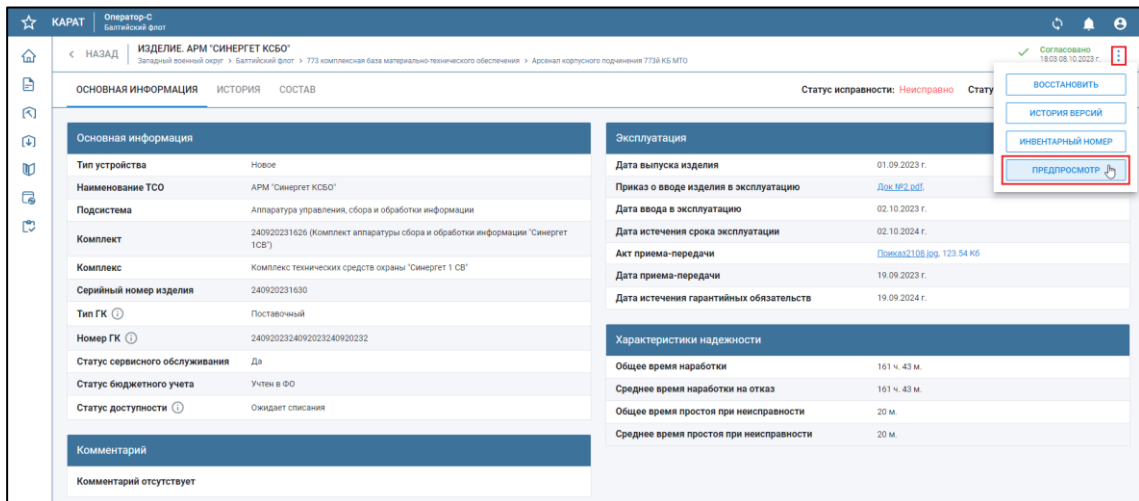 КАРАТ
Оператор-С
Балтийский флот
НАЗАД
ИЗДЕЛИЕ. АРМ "СИНЕРГЕТ КСБО"
Западный военный округ > Балтийский флот > 773 комплексная база материально-технического обеспечения > Арсенал корпусного подчинения 773й КБ МТО
Согласовано
18:03 08.10.2023 г.
ОСНОВНАЯ ИНФОРМАЦИЯ ИСТОРИЯ СОСТАВ
Статус исправности: Неисправно Стату
ВОССТАНОВИТЬ
ИСТОРИЯ ВЕРСИЙ
ИНВЕНТАРНЫЙ НОМЕР
ПРЕДПРОСМОТР
Основная информация
Тип устройства Новое
Наименование ТСО АРМ "Синергет КСБО"
Подсистема Аппаратура управления, сбора и обработки информации
Комплект 240920231626 (Комплект аппаратуры сбора и обработки информации "Синергет
1СВ")
Комплекс Комплекс технических средств охраны "Синергет 1 СВ"
Серийный номер изделия 240920231630
Тип ГК Поставочный
Номер ГК 2409202324092023240920232
Статус сервисного обслуживания Да
Статус бюджетного учета Учтен в ФО
Статус доступности Ожидает списания
Комментарий
Комментарий отсутствует
Эксплуатация
Дата выпуска изделия 01.09.2023 г.
Приказ о вводе изделия в эксплуатацию Док №2.pdf,
Дата ввода в эксплуатацию 02.10.2023 г.
Дата истечения срока эксплуатации 02.10.2024 г.
Акт приема-передачи Приказ2108.jpg, 123.54 Кб
Дата приема-передачи 19.09.2023 г.
Дата истечения гарантийных обязательств 19.09.2024 г.
Характеристики надежности
Общее время наработки 161 ч. 43 м.
Среднее время наработки на отказ 161 ч. 43 м.
Общее время простоя при неисправности 20 м.
Среднее время простоя при неисправности 20 м.